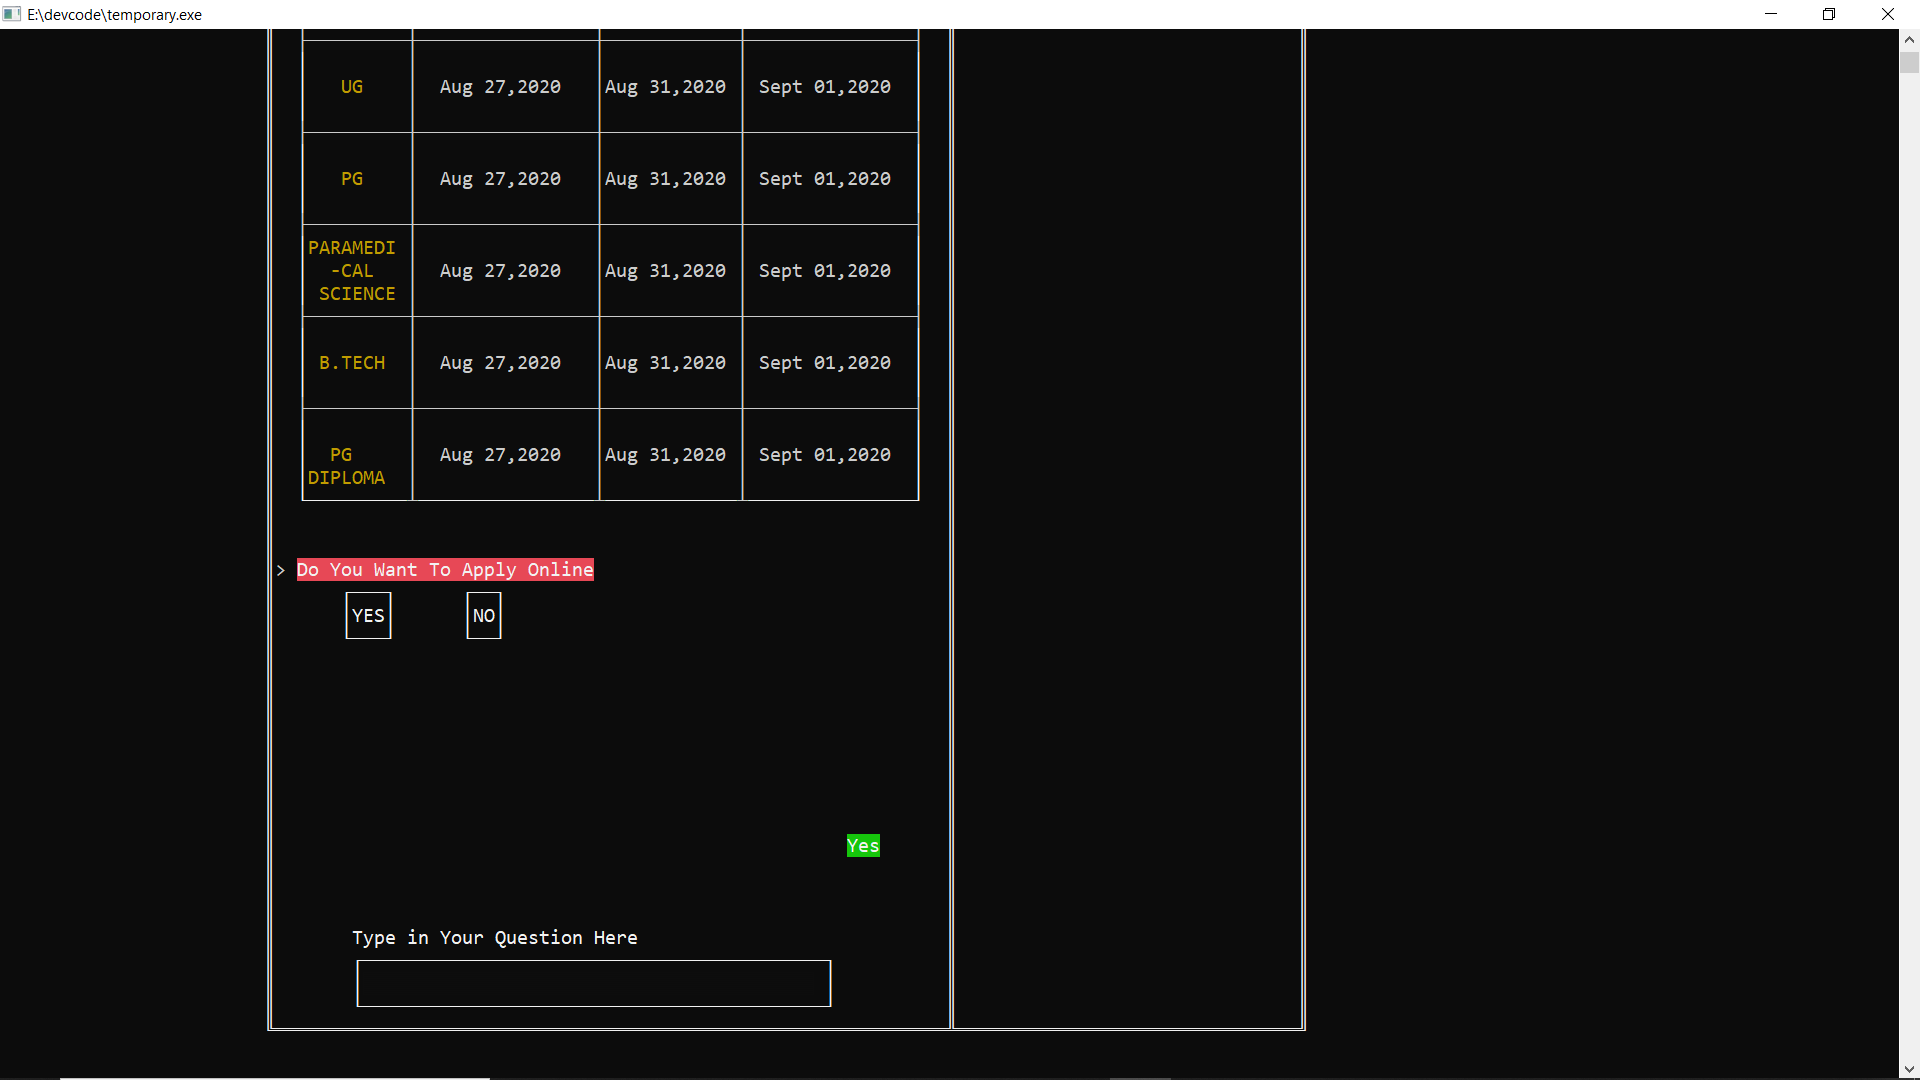 E:\devcode\temporary.exe
UG Aug 27,2020 Aug 31,2020 Sept 01,2020
PG Aug 27,2020 Aug 31,2020 Sept 01,2020
PARAMEDI
-CAL Aug 27,2020 Aug 31,2020 Sept 01,2020
SCIENCE
B.TECH Aug 27,2020 Aug 31,2020 Sept 01,2020
PG Aug 27,2020 Aug 31,2020 Sept 01,2020
DIPLOMA
> Do You Want To Apply Online
YES NO
Yes
Type in Your Question Here